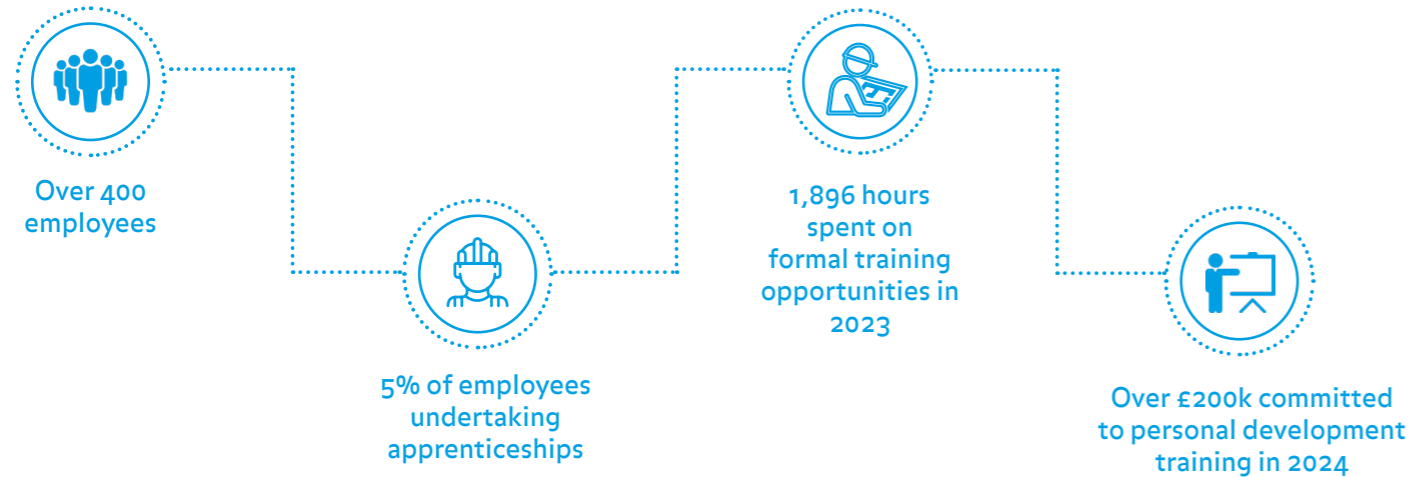 Over 400
employees
5% of employees
undertaking
apprenticeships
1,896 hours
spent on
formal training
opportunities in
2023
Over £200k committed
to personal development
training in 2024